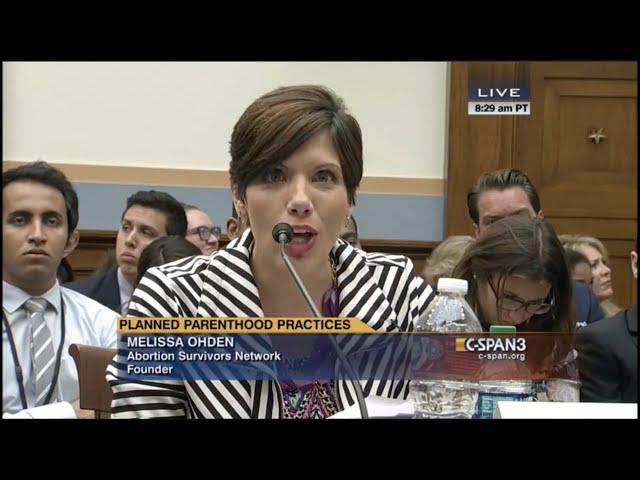 LIVE
8:29 am PT
PLANNED PARENTHOOD PRACTICES
MELISSA OHDEN
Abortion Survivors Network
Founder
C-SPAN3
c-span.org